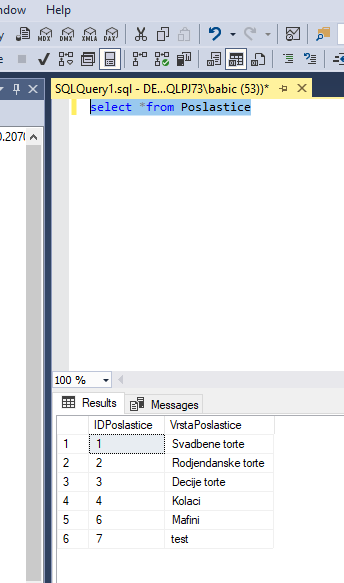 ndow Help
MDX DMX XMLA DAX
0.2070
SQLQuery1.sql - DE...QLPJ73\babic (53))*
select *from Poslastice
100 %
Results Messages
IDPoslastice VrstaPoslastice
1 1 Svadbene torte
2 2 Rodjendanske torte
3 3 Decije torte
4 4 Kolaci
5 6 Mafini
6 7 test